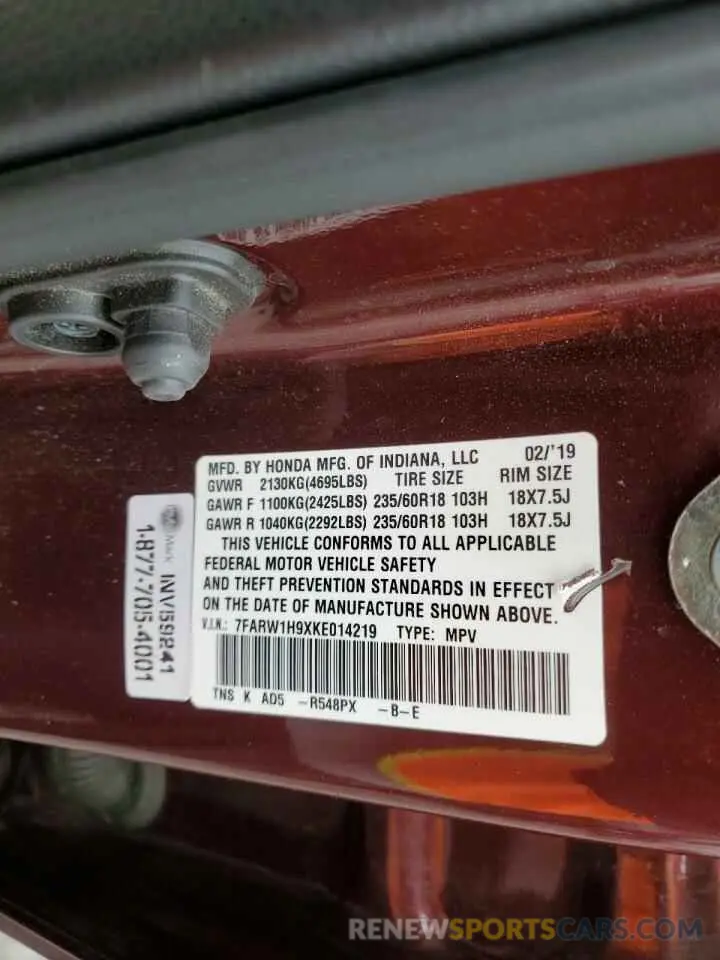 MFD. BY HONDA MFG. OF INDIANA, LLC 02/'19
GVWR 2130KG(4695LBS) TIRE SIZE RIM SIZE
GAWR F 1100KG(2425LBS) 235/60R18 103H 18X7.5J
GAWR R 1040KG(2292LBS) 235/60R18 103H 18X7.5J
THIS VEHICLE CONFORMS TO ALL APPLICABLE
FEDERAL MOTOR VEHICLE SAFETY
AND THEFT PREVENTION STANDARDS IN EFFECT
ON THE DATE OF MANUFACTURE SHOWN ABOVE.
V.I.N.: 7FARW1H9XKE014219 TYPE: MPV
TNS K AD5 -R548PX -B-E
INV59241
1-877-705-4001
RENEWSPORTSCARS.COM